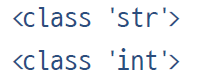 <class 'str'>
<class 'int'>